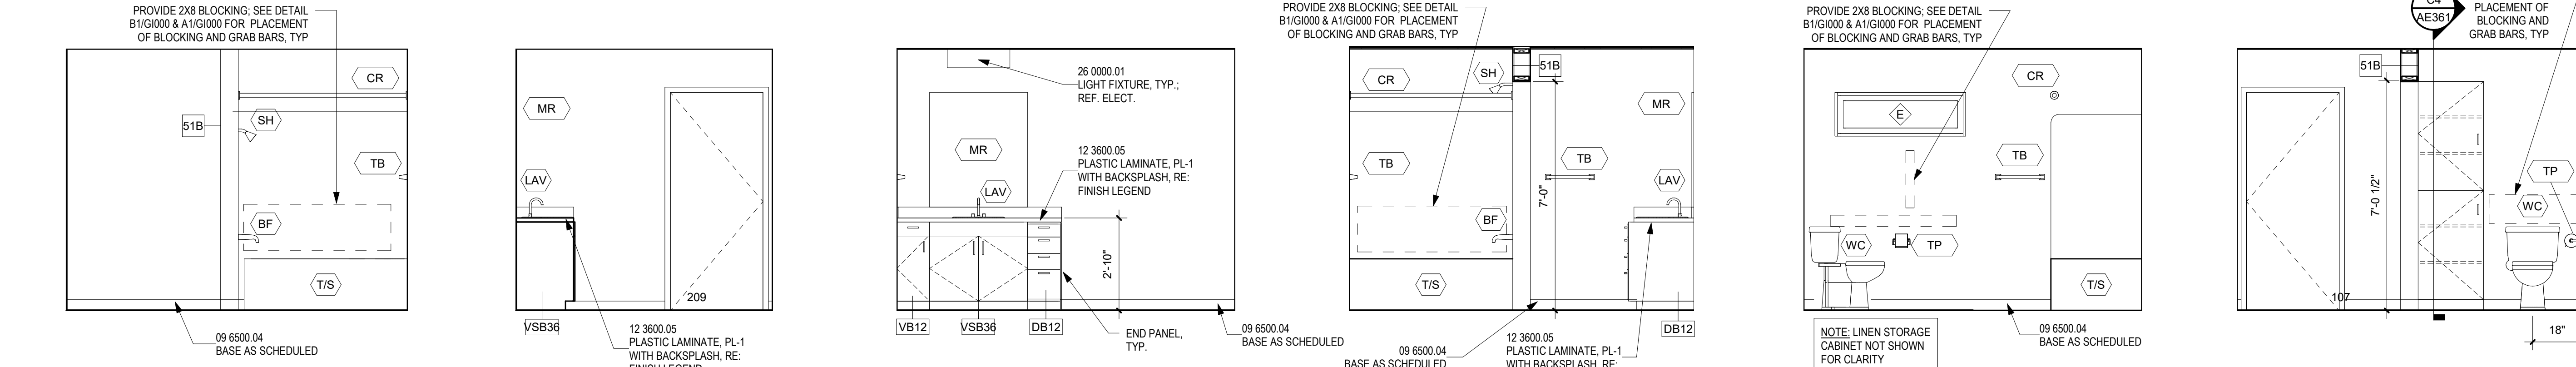 PROVIDE 2X8 BLOCKING; SEE DETAIL
B1/GI000 & A1/GI000 FOR PLACEMENT
OF BLOCKING AND GRAB BARS, TYP
CR
SH
51B
TB
BF
T/S
09 6500.04
BASE AS SCHEDULED
MR
LAV
209
VSB36
12 3600.05
PLASTIC LAMINATE, PL-1
WITH BACKSPLASH, RE:
FINISH LEGEND
26 0000.01
LIGHT FIXTURE, TYP.;
REF. ELECT.
MR
LAV
12 3600.05
PLASTIC LAMINATE, PL-1
WITH BACKSPLASH, RE:
FINISH LEGEND
2'-10"
VB12
VSB36
DB12
END PANEL,
TYP.
09 6500.04
BASE AS SCHEDULED
PROVIDE 2X8 BLOCKING; SEE DETAIL
B1/GI000 & A1/GI000 FOR PLACEMENT
OF BLOCKING AND GRAB BARS, TYP
CR
SH
51B
MR
TB
TB
LAV
7'-0"
BF
T/S
DB12
09 6500.04
BASE AS SCHEDULED
12 3600.05
PLASTIC LAMINATE, PL-1
WITH BACKSPLASH, RE:
PROVIDE 2X8 BLOCKING; SEE DETAIL
B1/GI000 & A1/GI000 FOR PLACEMENT
OF BLOCKING AND GRAB BARS, TYP
CR
E
TB
WC
TP
T/S
NOTE: LINEN STORAGE
CABINET NOT SHOWN
FOR CLARITY
09 6500.04
BASE AS SCHEDULED
C4
AE361
PLACEMENT OF
BLOCKING AND
GRAB BARS, TYP
51B
7'-0 1/2"
TP
WC
107
18"